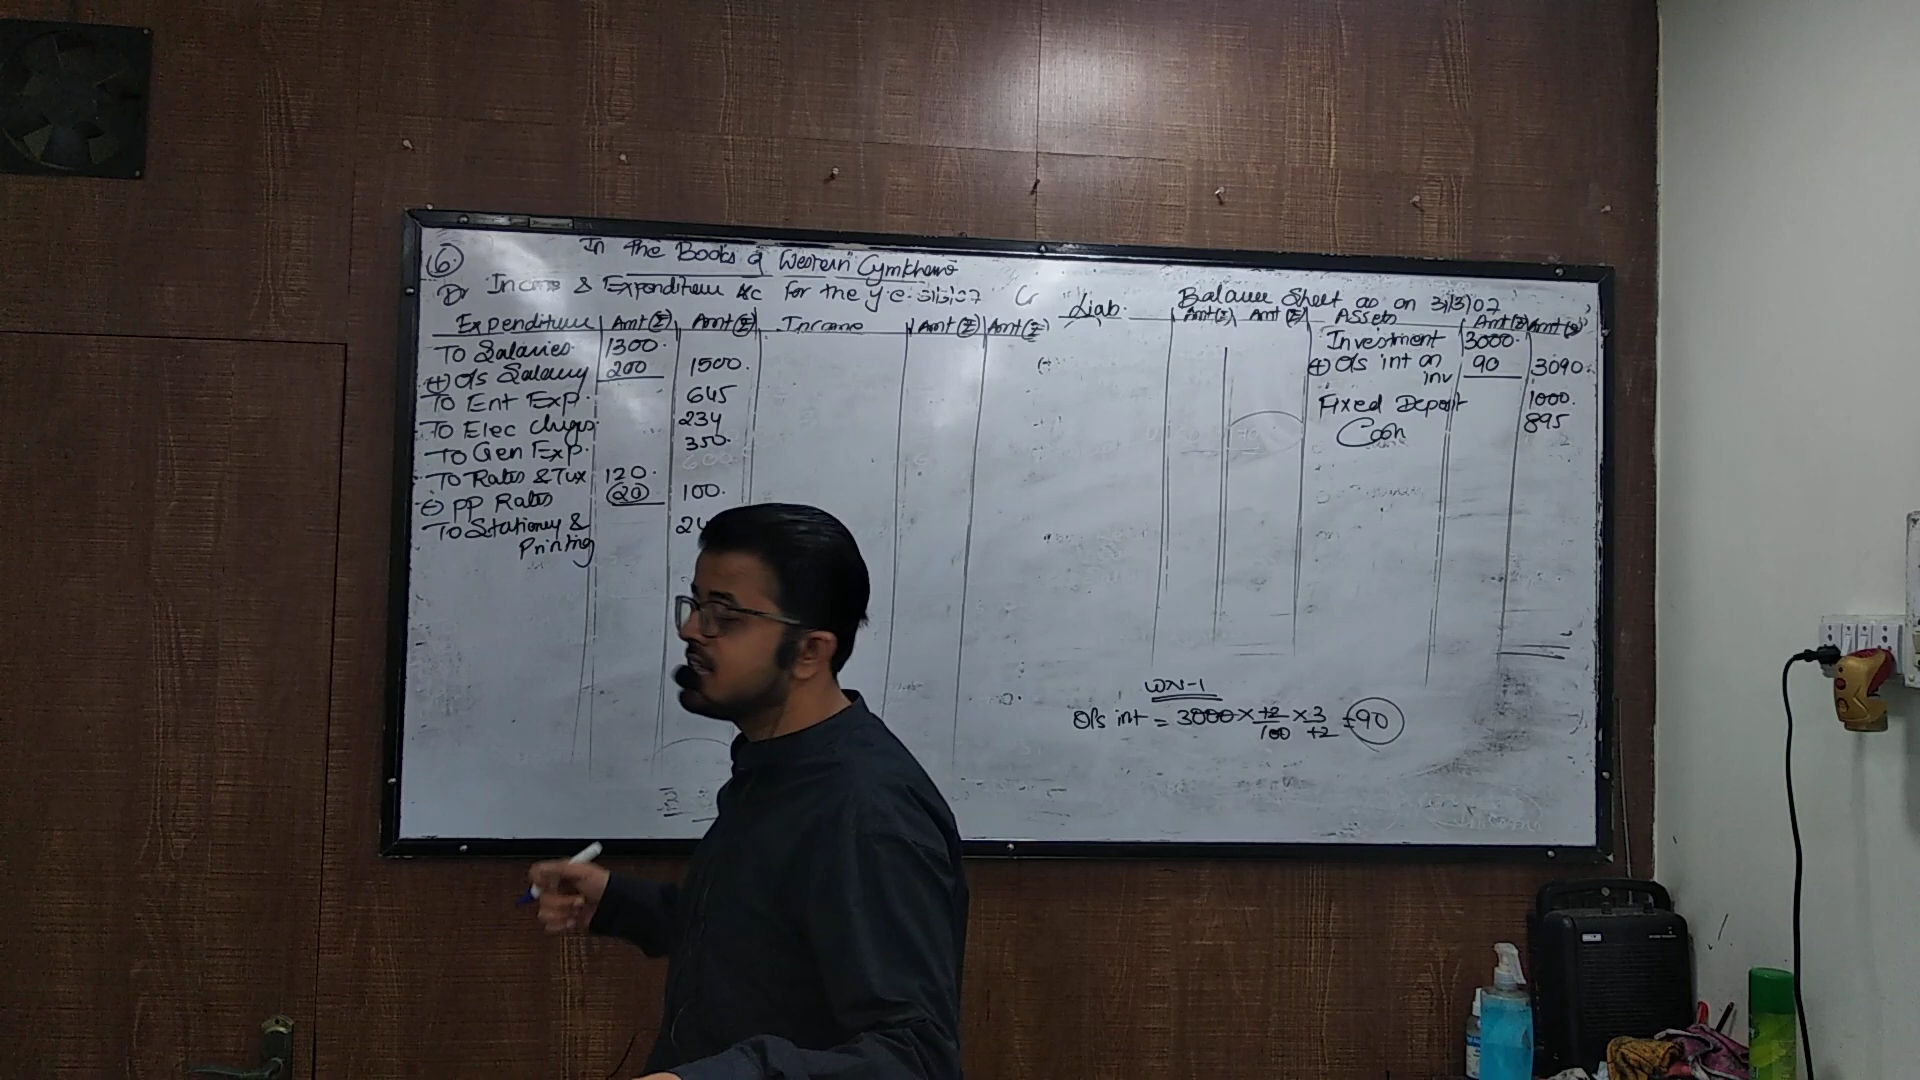 6.
In the Books of Western Gymkhana
Dr Income & Expenditure A/c for the y.e. 31/3/07 Cr
Expenditure Amt(₹) Amt(₹) Income Amt(₹) Amt(₹)
To Salaries. 1300.
(+) O/s Salary 200 1500.
To Ent Exp. 645
To Elec chrgs. 234
To Gen Exp. 350.
To Rates & Tax 120.
(-) PP Rates (20) 100.
To Stationey &
Printing
Balance Sheet as on 31/3/07
Liab. Amt(₹) Amt(₹) Assets Amt(₹) Amt(₹)
Investment 3000.
(+) O/s int on 90 3090.
inv
Fixed Deposit 1000.
Cash 895
WN-1
O/s int = 3000 × 12/100 × 3/12 = 90